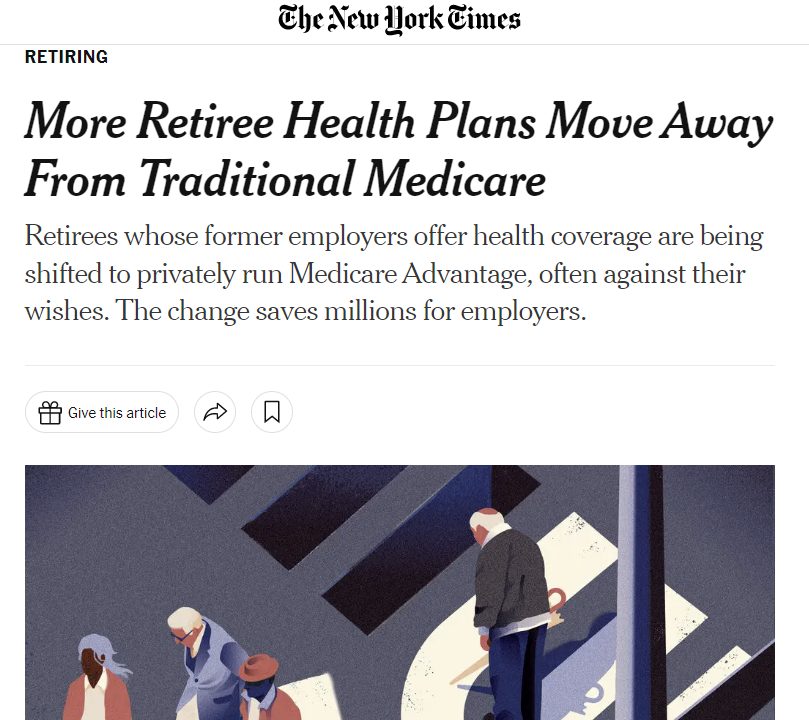 The New York Times
RETIRING
More Retiree Health Plans Move Away
From Traditional Medicare
Retirees whose former employers offer health coverage are being
shifted to privately run Medicare Advantage, often against their
wishes. The change saves millions for employers.
Give this article